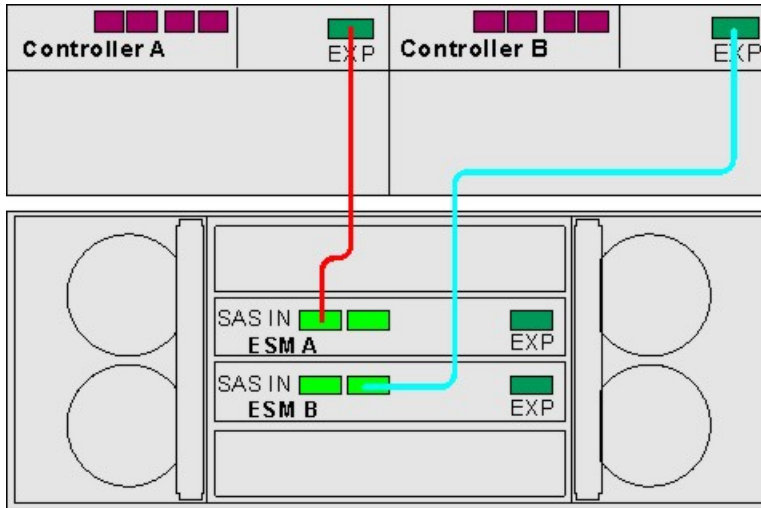 Controller A
EXP
Controller B
EXP
SAS IN
ESM A
EXP
SAS IN
ESM B
EXP